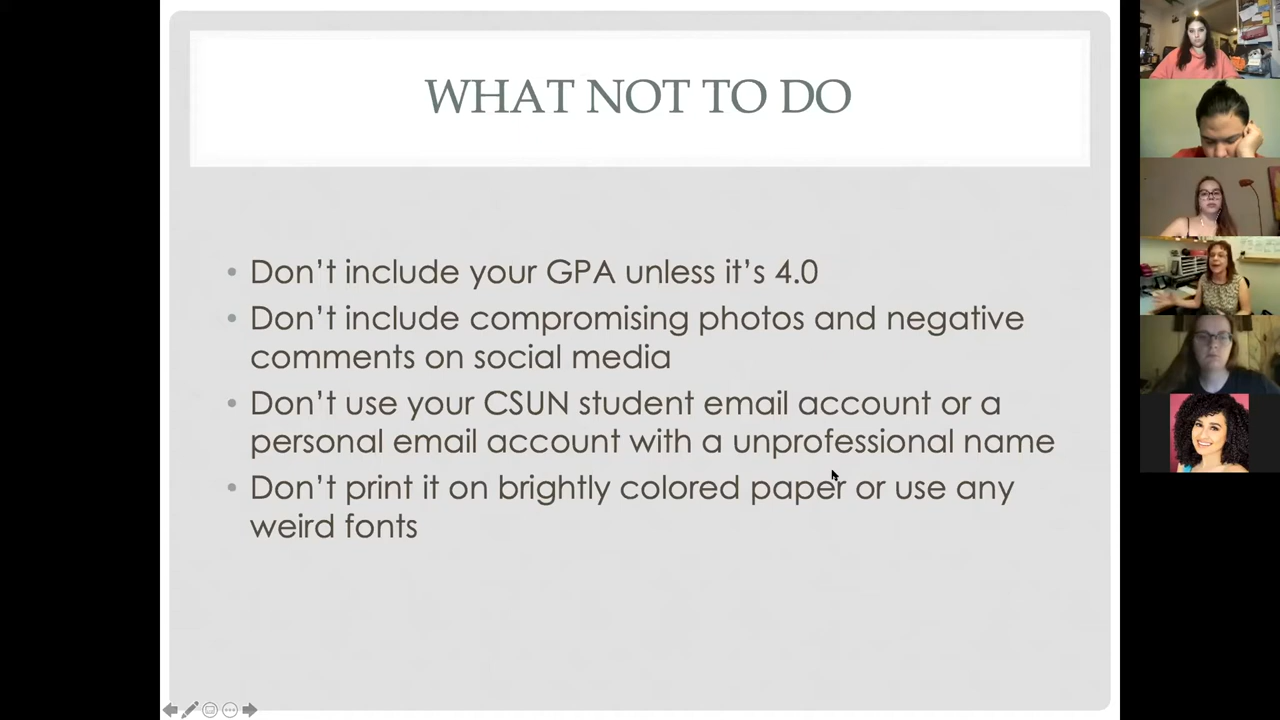 WHAT NOT TO DO
• Don’t include your GPA unless it’s 4.0
• Don’t include compromising photos and negative
comments on social media
• Don’t use your CSUN student email account or a
personal email account with a unprofessional name
• Don’t print it on brightly colored paper or use any
weird fonts